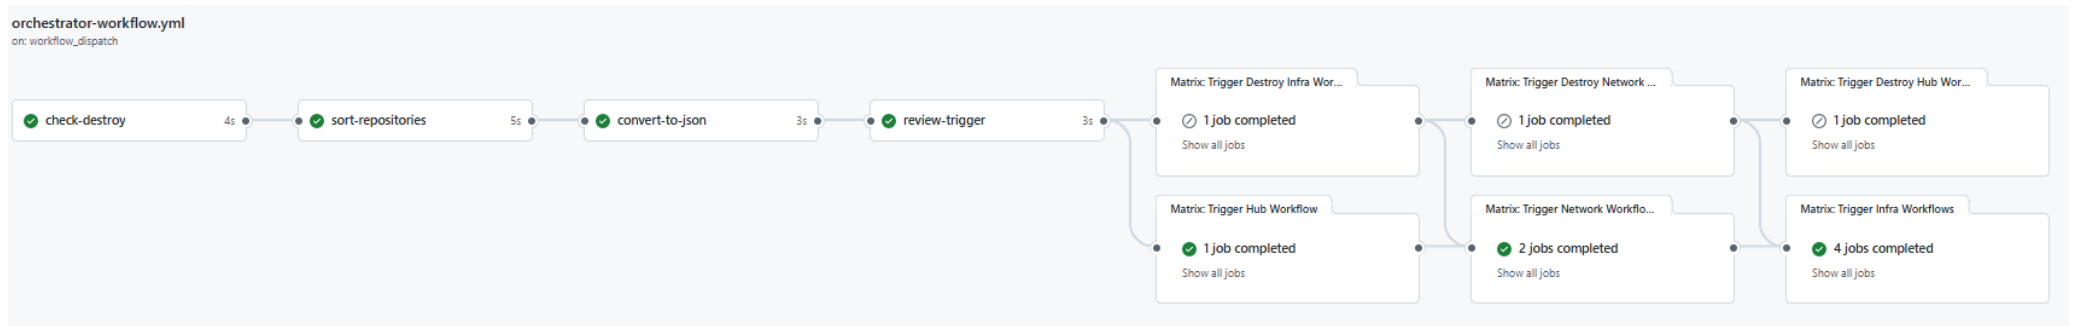 orchestrator-workflow.yml
on: workflow_dispatch
check-destroy 4s
sort-repositories 5s
convert-to-json 3s
review-trigger 3s
Matrix: Trigger Destroy Infra Wor...
1 job completed
Show all jobs
Matrix: Trigger Destroy Network ...
1 job completed
Show all jobs
Matrix: Trigger Destroy Hub Wor...
1 job completed
Show all jobs
Matrix: Trigger Hub Workflow
1 job completed
Show all jobs
Matrix: Trigger Network Workflo...
2 jobs completed
Show all jobs
Matrix: Trigger Infra Workflows
4 jobs completed
Show all jobs